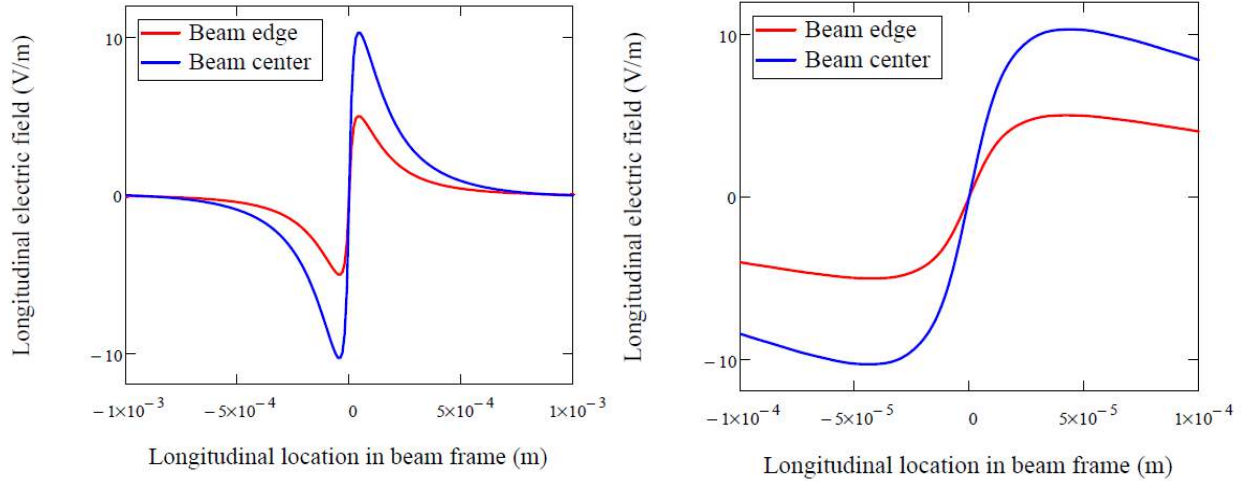 Longitudinal electric field (V/m)
10
0
−10
Beam edge
Beam center
−1×10⁻³
−5×10⁻⁴
0
5×10⁻⁴
1×10⁻³
Longitudinal location in beam frame (m)
Longitudinal electric field (V/m)
10
0
−10
Beam edge
Beam center
−1×10⁻⁴
−5×10⁻⁵
0
5×10⁻⁵
1×10⁻⁴
Longitudinal location in beam frame (m)